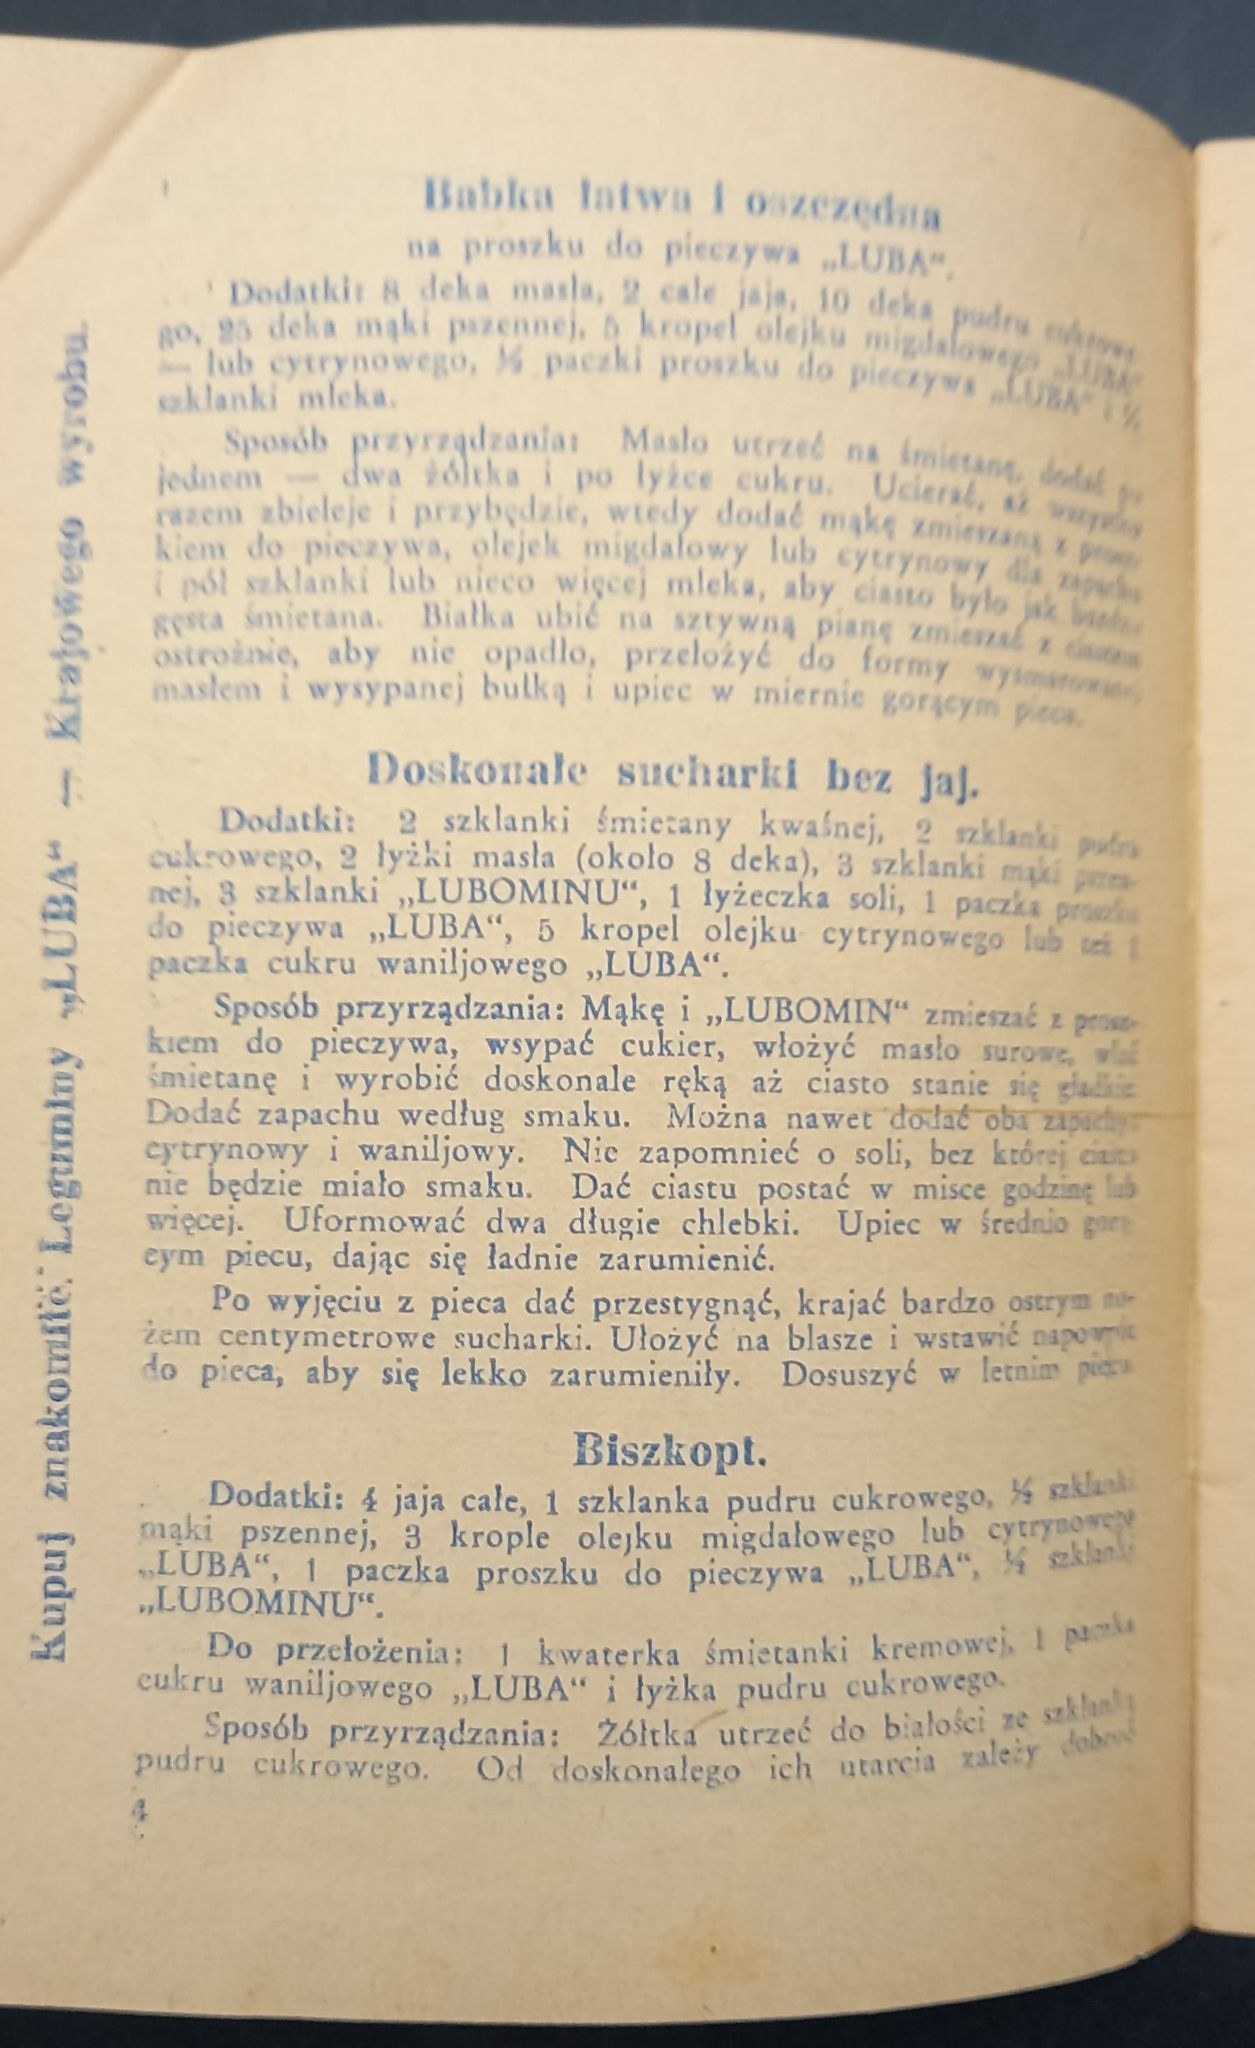 Babka łatwa i oszczędna
na proszku do pieczywa „LUBA“.
Dodatki: 8 deka masła, 2 całe jaja, 10 deka pudru cukrowe-
go, 25 deka mąki pszennej, 5 kropel olejku migdałowego „LUBA“
— lub cytrynowego, ½ paczki proszku do pieczywa „LUBA“ i
szklanki mleka.
Sposób przyrządzania: Masło utrzeć na śmietanę, dodać po
jednem — dwa żółtka i po łyżce cukru. Ucierać, aż wszystko
razem zbieleje i przybędzie, wtedy dodać mąkę zmieszaną z prosz-
kiem do pieczywa, olejek migdałowy lub cytrynowy dla zapachu
i pół szklanki lub nieco więcej mleka, aby ciasto było jak bardzo
gęsta śmietana. Białka ubić na sztywną pianę zmieszać z ciastem
ostrożnie, aby nie opadło, przełożyć do formy wysmarowanej
masłem i wysypanej bułką i upiec w miernie gorącym piecu.
Doskonałe sucharki bez jaj.
Dodatki: 2 szklanki śmietany kwaśnej, 2 szklanki pudru
cukrowego, 2 łyżki masła (około 8 deka), 3 szklanki mąki pszen-
nej, 3 szklanki „LUBOMINU“, 1 łyżeczka soli, 1 paczka proszku
do pieczywa „LUBA“, 5 kropel olejku cytrynowego lub też 1
paczka cukru waniljowego „LUBA“.
Sposób przyrządzania: Mąkę i „LUBOMIN“ zmieszać z prosz-
kiem do pieczywa, wsypać cukier, włożyć masło surowe, wlać
śmietanę i wyrobić doskonale ręką aż ciasto stanie się gładkie
Dodać zapachu według smaku. Można nawet dodać oba zapachy:
cytrynowy i waniljowy. Nie zapomnieć o soli, bez której ciasto
nie będzie miało smaku. Dać ciastu postać w misce godzinę lub
więcej. Uformować dwa długie chlebki. Upiec w średnio gorą-
cym piecu, dając się ładnie zarumienić.
Po wyjęciu z pieca dać przestygnąć, krajać bardzo ostrym no-
żem centymetrowe sucharki. Ułożyć na blasze i wstawić napowrót
do pieca, aby się lekko zarumieniły. Dosuszyć w letnim piecu
Biszkopt.
Dodatki: 4 jaja całe, 1 szklanka pudru cukrowego, szklanki
mąki pszennej, 3 krople olejku migdałowego lub cytrynowego
„LUBA“, 1 paczka proszku do pieczywa „LUBA“, szklanki
„LUBOMINU“.
Do przełożenia: 1 kwaterka śmietanki kremowej, 1 paczka
cukru waniljowego „LUBA“ i łyżka pudru cukrowego.
Sposób przyrządzania: Żółtka utrzeć do białości ze szklanką
pudru cukrowego. Od doskonałego ich utarcia zależy dobroć
4
Kupuj znakomite Leguminy „LUBA“ — Krajowego wyrobu.